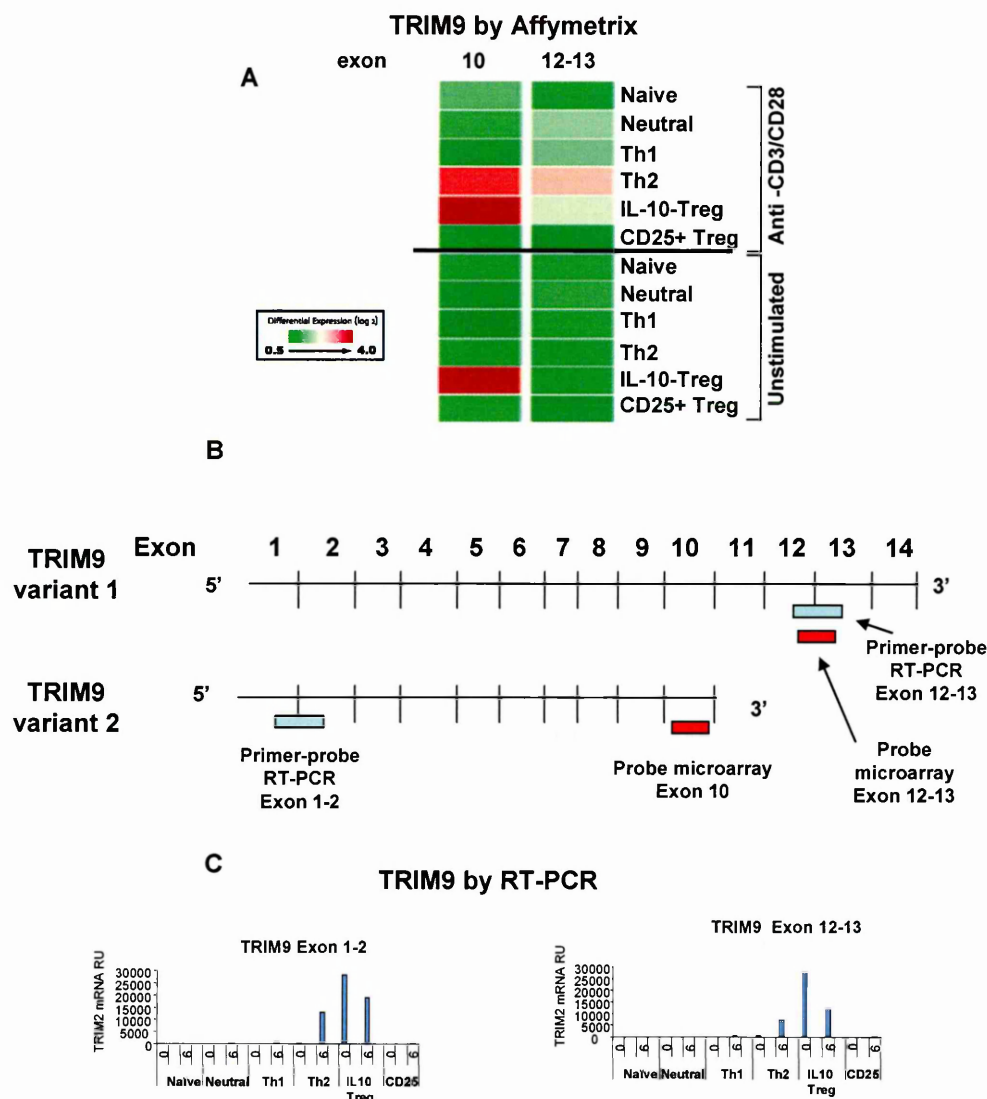 TRIM9 by Affymetrix
A
exon 10 12-13
Naive
Neutral
Th1
Th2
IL-10-Treg
CD25+ Treg
Anti -CD3/CD28
Naive
Neutral
Th1
Th2
IL-10-Treg
CD25+ Treg
Unstimulated
Differential Expression (log 2)
0.5 4.0
B
TRIM9
variant 1
Exon 1 2 3 4 5 6 7 8 9 10 11 12 13 14
5’ 3’
Primer-probe
RT-PCR
Exon 12-13
TRIM9
variant 2
5’ 3’
Primer-probe
RT-PCR
Exon 1-2
Probe microarray
Exon 10
Probe
microarray
Exon 12-13
C
TRIM9 by RT-PCR
TRIM9 Exon 1-2
TRIM2 mRNA RU
30000
25000
20000
15000
10000
5000
0
0 6 0 6 0 6 0 6 0 6 0 6
Naïve Neutral Th1 Th2 IL10 CD25
Treg
TRIM9 Exon 12-13
TRIM2 mRNA RU
30000
25000
20000
15000
10000
5000
0
0 6 0 6 0 6 0 6 0 6 0 6
Naïve Neutral Th1 Th2 IL10 CD25
Treg